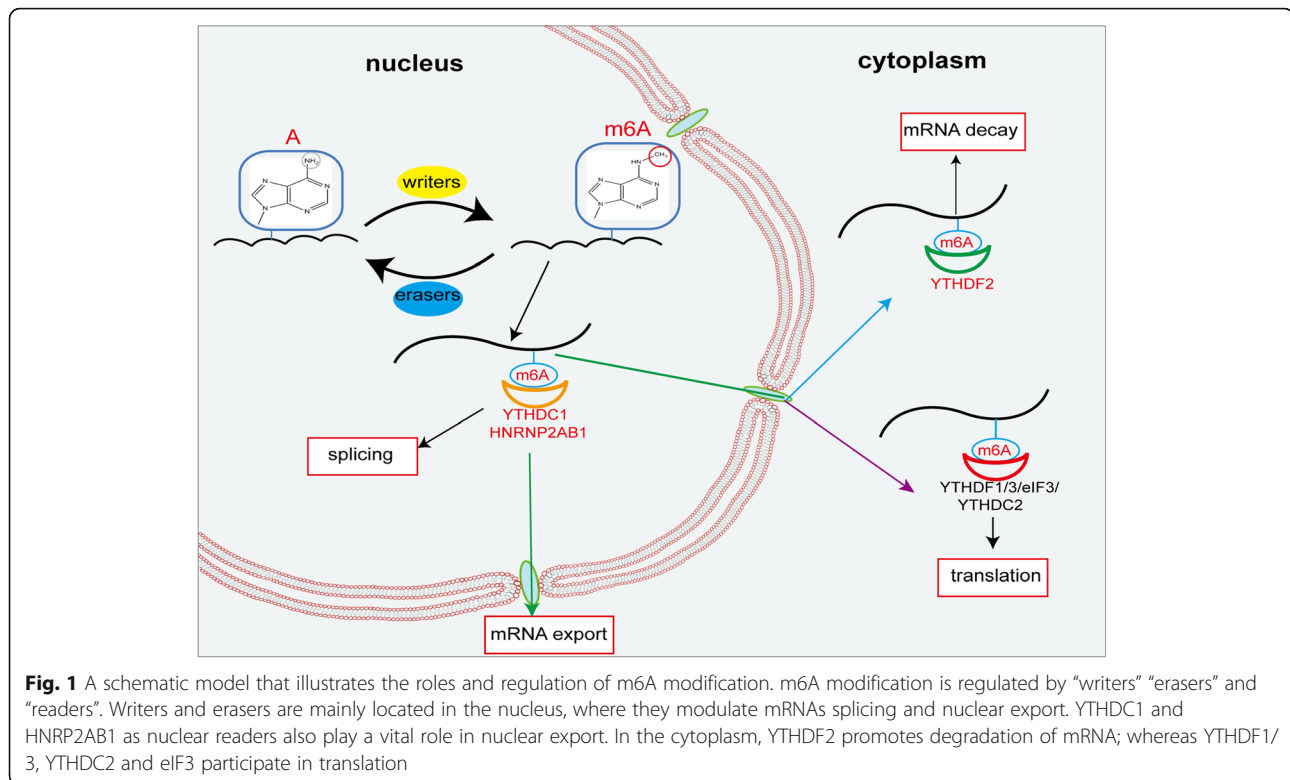 nucleus
cytoplasm
A
NH₂
N
N
N
N
writers
erasers
m6A
HN
CH₃
N
N
N
N
mRNA decay
m6A
YTHDF2
m6A
YTHDC1
HNRNP2AB1
splicing
mRNA export
m6A
YTHDF1/3/eIF3/
YTHDC2
translation
Fig. 1 A schematic model that illustrates the roles and regulation of m6A modification. m6A modification is regulated by “writers” “erasers” and
“readers”. Writers and erasers are mainly located in the nucleus, where they modulate mRNAs splicing and nuclear export. YTHDC1 and
HNRP2AB1 as nuclear readers also play a vital role in nuclear export. In the cytoplasm, YTHDF2 promotes degradation of mRNA; whereas YTHDF1/
3, YTHDC2 and eIF3 participate in translation